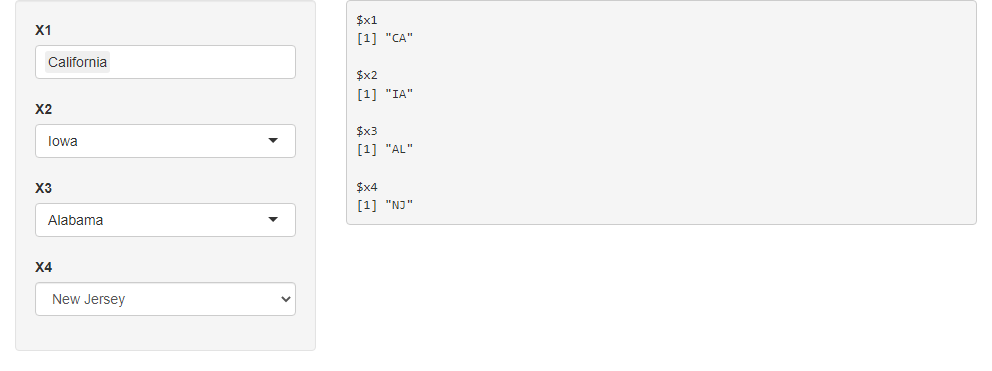 X1
California
X2
Iowa
X3
Alabama
X4
New Jersey
$x1
[1] "CA"
$x2
[1] "IA"
$x3
[1] "AL"
$x4
[1] "NJ"